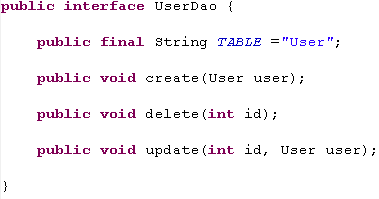 public interface UserDao {
public final String TABLE ="User";
public void create(User user);
public void delete(int id);
public void update(int id, User user);
}